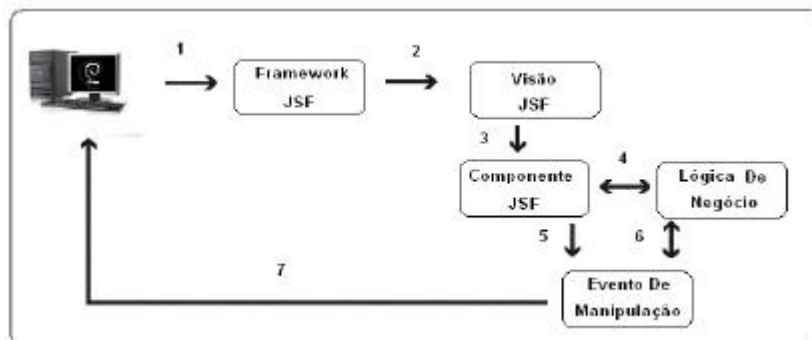 1
2
Framework
JSF
Visão
JSF
3
4
Componente
JSF
Lógica De
Negócio
5
6
7
Evento De
Manipulação